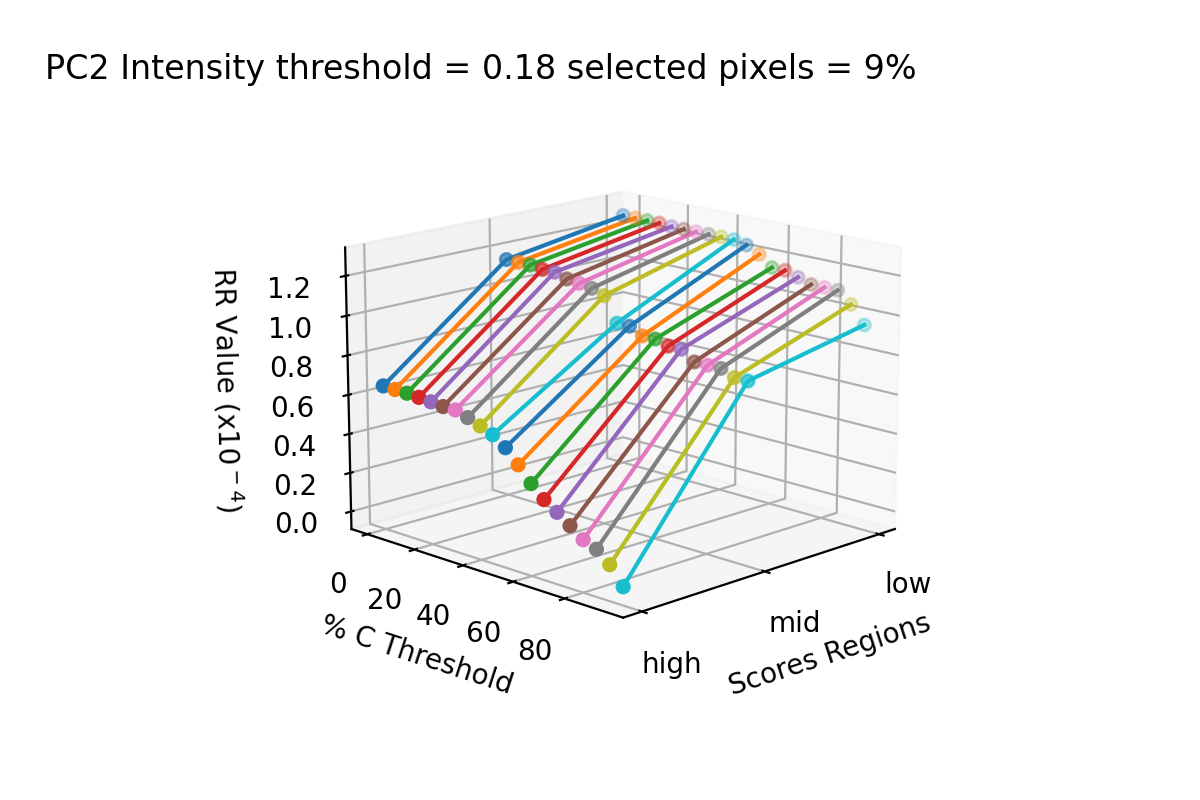 PC2 Intensity threshold = 0.18 selected pixels = 9%
RR Value (x10⁻⁴)
1.2
1.0
0.8
0.6
0.4
0.2
0.0
0
20
40
60
80
% C Threshold
high
mid
low
Scores Regions